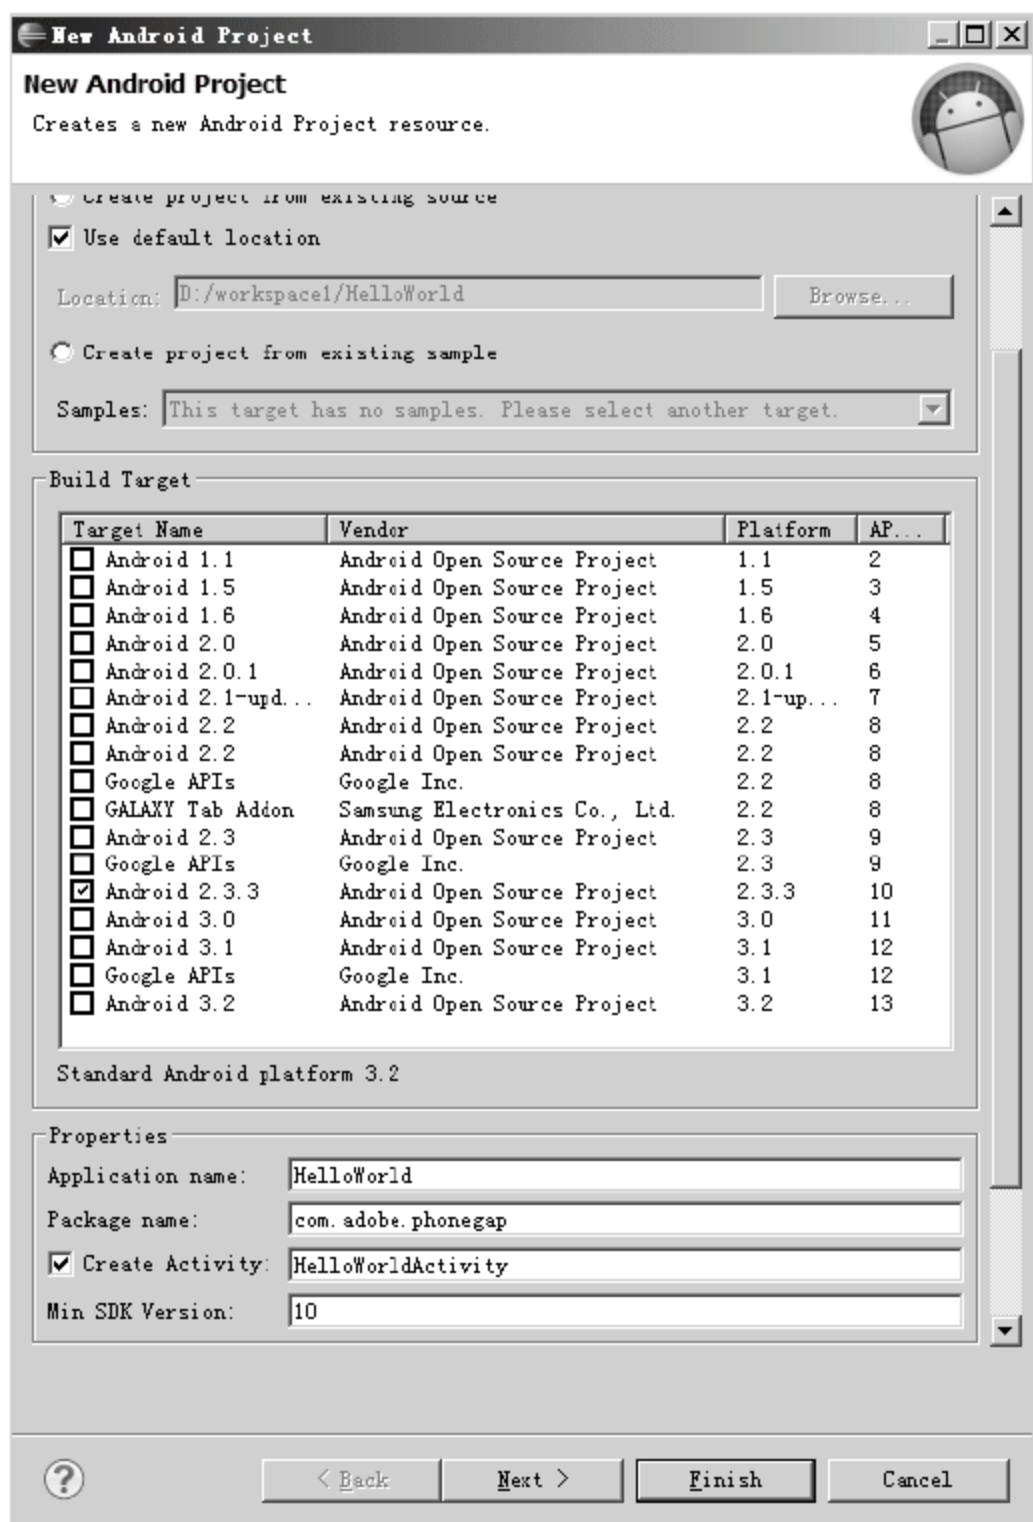 New Android Project
New Android Project
Creates a new Android Project resource.
Create project from existing source
Use default location
Location: D:/workspace1/HelloWorld Browse...
Create project from existing sample
Samples: This target has no samples. Please select another target.
Build Target
Target Name Vendor Platform AP...
Android 1.1 Android Open Source Project 1.1 2
Android 1.5 Android Open Source Project 1.5 3
Android 1.6 Android Open Source Project 1.6 4
Android 2.0 Android Open Source Project 2.0 5
Android 2.0.1 Android Open Source Project 2.0.1 6
Android 2.1-upd... Android Open Source Project 2.1-up... 7
Android 2.2 Android Open Source Project 2.2 8
Android 2.2 Android Open Source Project 2.2 8
Google APIs Google Inc. 2.2 8
GALAXY Tab Addon Samsung Electronics Co., Ltd. 2.2 8
Android 2.3 Android Open Source Project 2.3 9
Google APIs Google Inc. 2.3 9
Android 2.3.3 Android Open Source Project 2.3.3 10
Android 3.0 Android Open Source Project 3.0 11
Android 3.1 Android Open Source Project 3.1 12
Google APIs Google Inc. 3.1 12
Android 3.2 Android Open Source Project 3.2 13
Standard Android platform 3.2
Properties
Application name: HelloWorld
Package name: com.adobe.phonegap
Create Activity: HelloWorldActivity
Min SDK Version: 10
? < Back Next > Finish Cancel